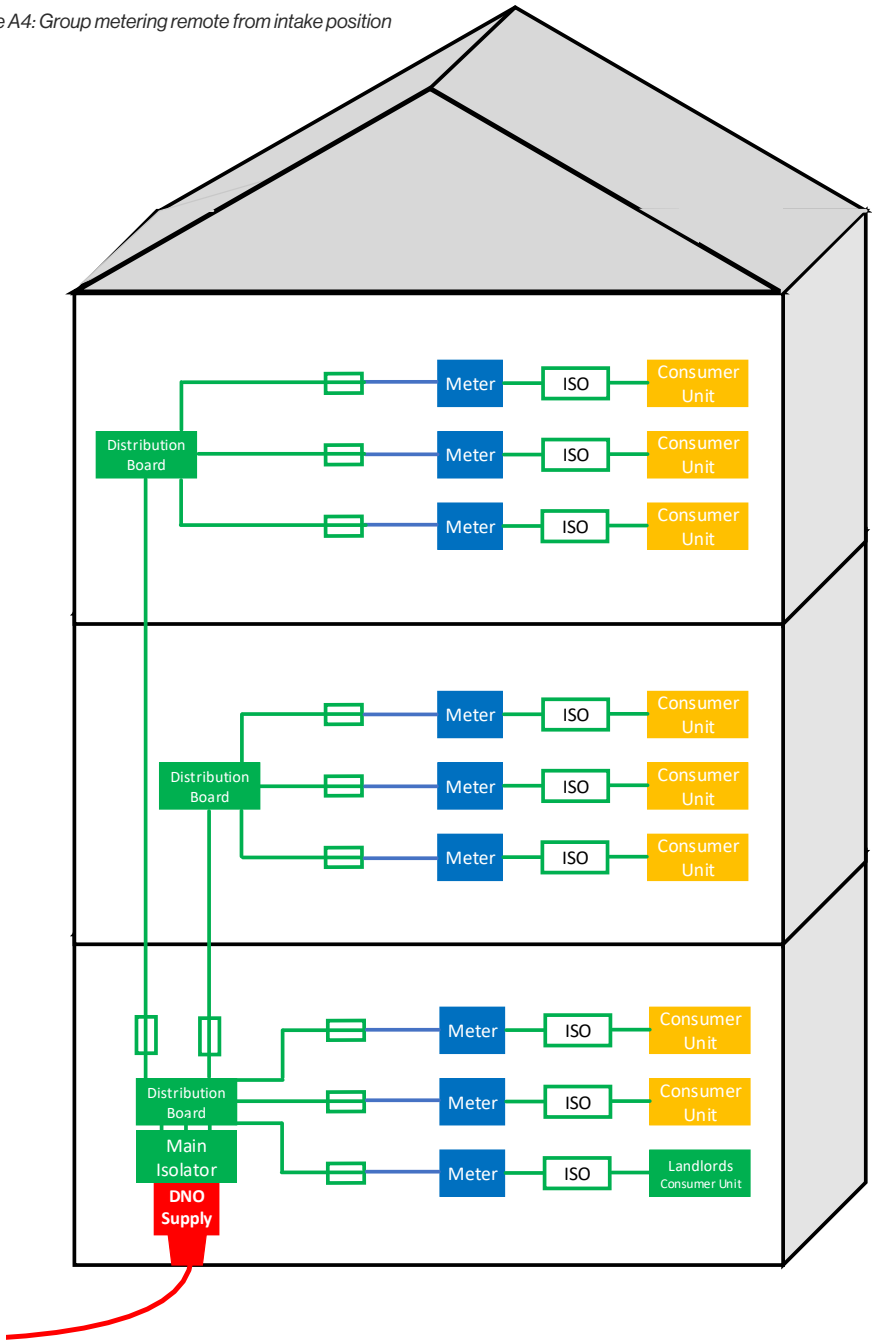 A4: Group metering remote from intake position
Meter
ISO
Consumer
Unit
Distribution
Board
Meter
ISO
Consumer
Unit
Meter
ISO
Consumer
Unit
Meter
ISO
Consumer
Unit
Distribution
Board
Meter
ISO
Consumer
Unit
Meter
ISO
Consumer
Unit
Meter
ISO
Consumer
Unit
Distribution
Board
Meter
ISO
Consumer
Unit
Main
Isolator
Meter
ISO
Landlords
Consumer Unit
DNO
Supply